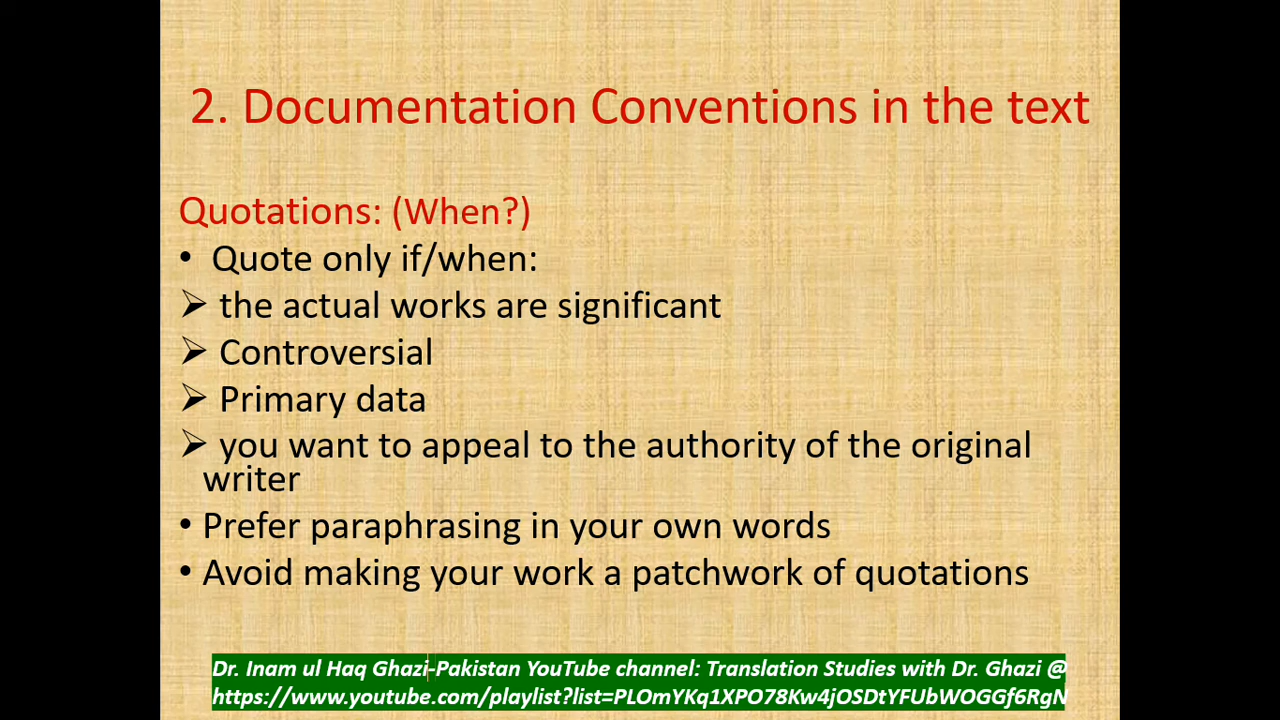 2. Documentation Conventions in the text
Quotations: (When?)
• Quote only if/when:
➢ the actual works are significant
➢ Controversial
➢ Primary data
➢ you want to appeal to the authority of the original
writer
• Prefer paraphrasing in your own words
• Avoid making your work a patchwork of quotations
Dr. Inam ul Haq Ghazi-Pakistan YouTube channel: Translation Studies with Dr. Ghazi @
https://www.youtube.com/playlist?list=PLOmYKq1XPO78Kw4jOSDtYFUbWOGGf6RgN